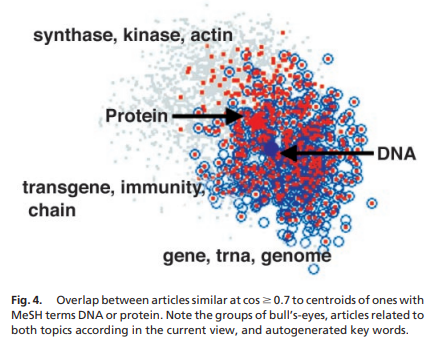 synthase, kinase, actin
Protein
DNA
transgene, immunity,
chain
gene, trna, genome
Fig. 4. Overlap between articles similar at cos ≥ 0.7 to centroids of ones with
MeSH terms DNA or protein. Note the groups of bull's-eyes, articles related to
both topics according in the current view, and autogenerated key words.